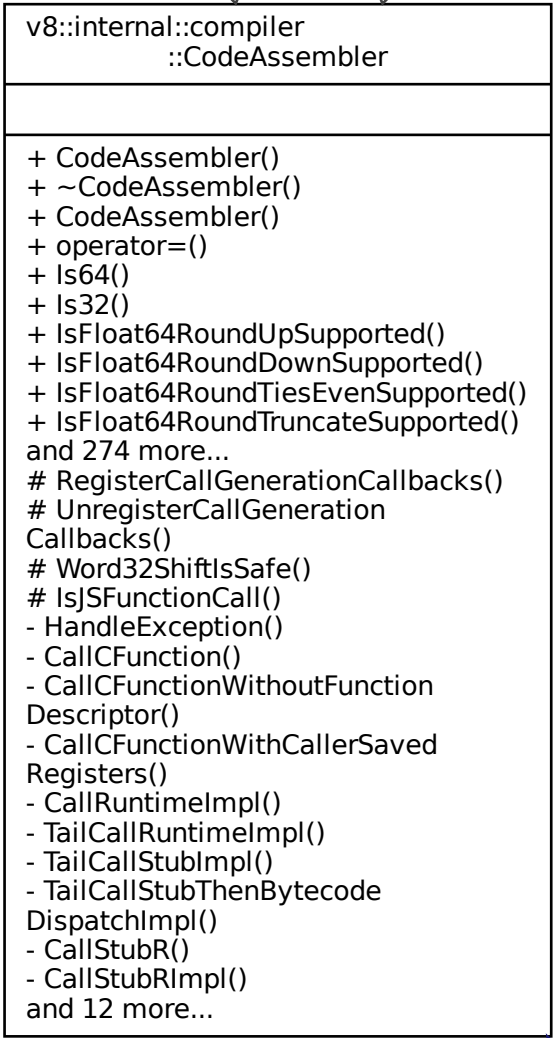 v8::internal::compiler
::CodeAssembler
+ CodeAssembler()
+ ~CodeAssembler()
+ CodeAssembler()
+ operator=()
+ Is64()
+ Is32()
+ IsFloat64RoundUpSupported()
+ IsFloat64RoundDownSupported()
+ IsFloat64RoundTiesEvenSupported()
+ IsFloat64RoundTruncateSupported()
and 274 more...
# RegisterCallGenerationCallbacks()
# UnregisterCallGeneration
Callbacks()
# Word32ShiftIsSafe()
# IsJSFunctionCall()
- HandleException()
- CallCFunction()
- CallCFunctionWithoutFunction
Descriptor()
- CallCFunctionWithCallerSaved
Registers()
- CallRuntimeImpl()
- TailCallRuntimeImpl()
- TailCallStubImpl()
- TailCallStubThenBytecode
DispatchImpl()
- CallStubR()
- CallStubRImpl()
and 12 more...